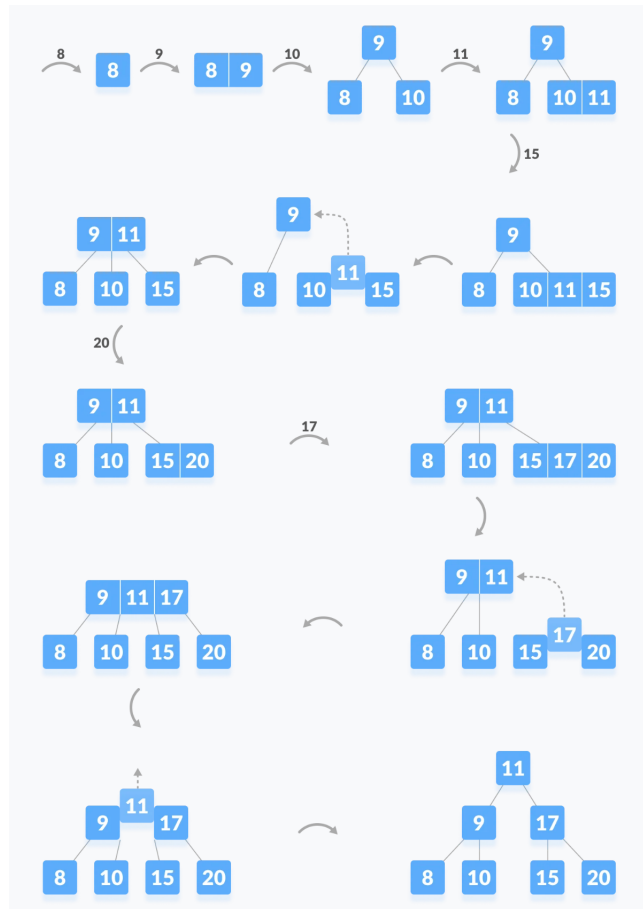 8 9 10 11
8 8 9 9 9
8 10 8 10 11
15
9 11 9 11 9
8 10 15 8 10 15 8 10 11 15
20
9 11 17 9 11
8 10 15 20 8 10 15 17 20
9 11 17 9 11 17
8 10 15 20 8 10 15 20
11 11
9 17 9 17
8 10 15 20 8 10 15 20